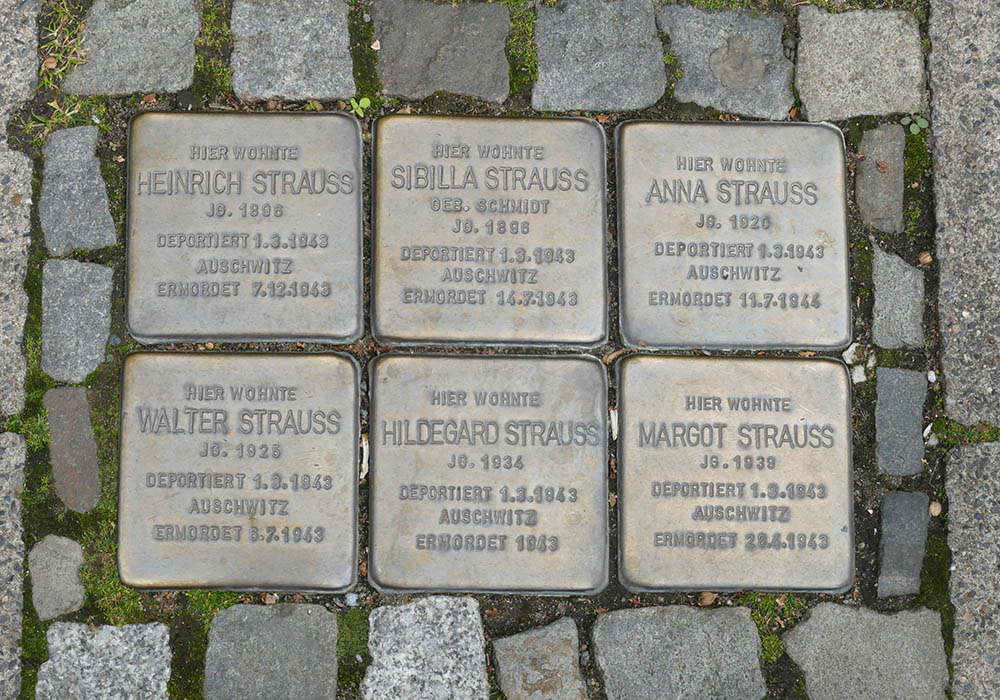 HIER WOHNTE
HEINRICH STRAUSS
JG. 1896
DEPORTIERT 1.3.1943
AUSCHWITZ
ERMORDET 7.12.1943
HIER WOHNTE
SIBILLA STRAUSS
GEB. SCHMIDT
JG. 1896
DEPORTIERT 1.3.1943
AUSCHWITZ
ERMORDET 14.7.1943
HIER WOHNTE
ANNA STRAUSS
JG. 1920
DEPORTIERT 1.3.1943
AUSCHWITZ
ERMORDET 11.7.1944
HIER WOHNTE
WALTER STRAUSS
JG. 1925
DEPORTIERT 1.3.1943
AUSCHWITZ
ERMORDET 6.7.1943
HIER WOHNTE
HILDEGARD STRAUSS
JG. 1934
DEPORTIERT 1.3.1943
AUSCHWITZ
ERMORDET 1943
HIER WOHNTE
MARGOT STRAUSS
JG. 1939
DEPORTIERT 1.3.1943
AUSCHWITZ
ERMORDET 28.4.1943